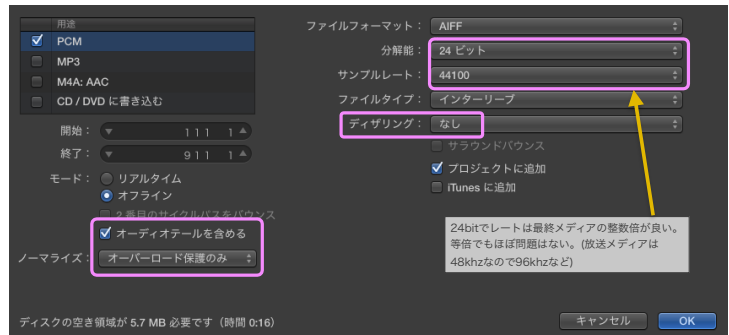 用途
PCM
MP3
M4A: AAC
CD / DVD に書き込む
開始： 1 1 1 1
終了： 9 1 1 1
モード： リアルタイム
オフライン
2 番目のサイクルパスをバウンス
オーディオテールを含める
ノーマライズ： オーバーロード保護のみ
ファイルフォーマット： AIFF
分解能： 24 ビット
サンプルレート： 44100
ファイルタイプ： インターリーブ
ディザリング： なし
サラウンドバウンス
プロジェクトに追加
iTunes に追加
24bitでレートは最終メディアの整数倍が良い。
等倍でもほぼ問題はない。(放送メディアは
48khzなので96khzなど)
ディスクの空き領域が 5.7 MB 必要です（時間 0:16）
キャンセル
OK